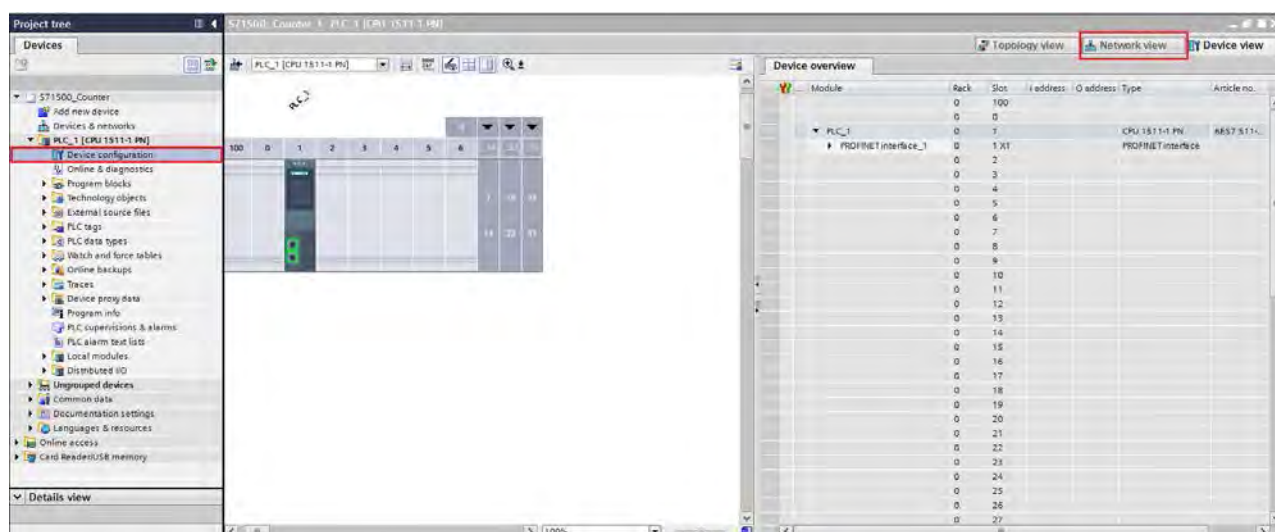 Project tree
S71500_Counter PLC_1 [CPU 1511-1 PN]
Devices
Topology view Network view Device view
PLC_1 [CPU 1511-1 PN]
Device overview
S71500_Counter
Add new device
Devices & networks
PLC_1 [CPU 1511-1 PN]
Device configuration
Online & diagnostics
Program blocks
Technology objects
External source files
PLC tags
PLC data types
Watch and force tables
Online backups
Traces
Device proxy data
Program info
PLC supervisions & alarms
PLC alarm text lists
Local modules
Distributed I/O
Ungrouped devices
Common data
Documentation settings
Languages & resources
Online access
Card Reader/USB memory
Details view
PLC_1
100 0 1 2 3 4 5 6
100%
... Module Rack Slot I address Q address Type Article no.
0 100
0 0
PLC_1 0 1 CPU 1511-1 PN 6ES7 511-...
PROFINET interface_1 0 1 X1 PROFINET interface
0 2
0 3
0 4
0 5
0 6
0 7
0 8
0 9
0 10
0 11
0 12
0 13
0 14
0 15
0 16
0 17
0 18
0 19
0 20
0 21
0 22
0 23
0 24
0 25
0 26
0 27